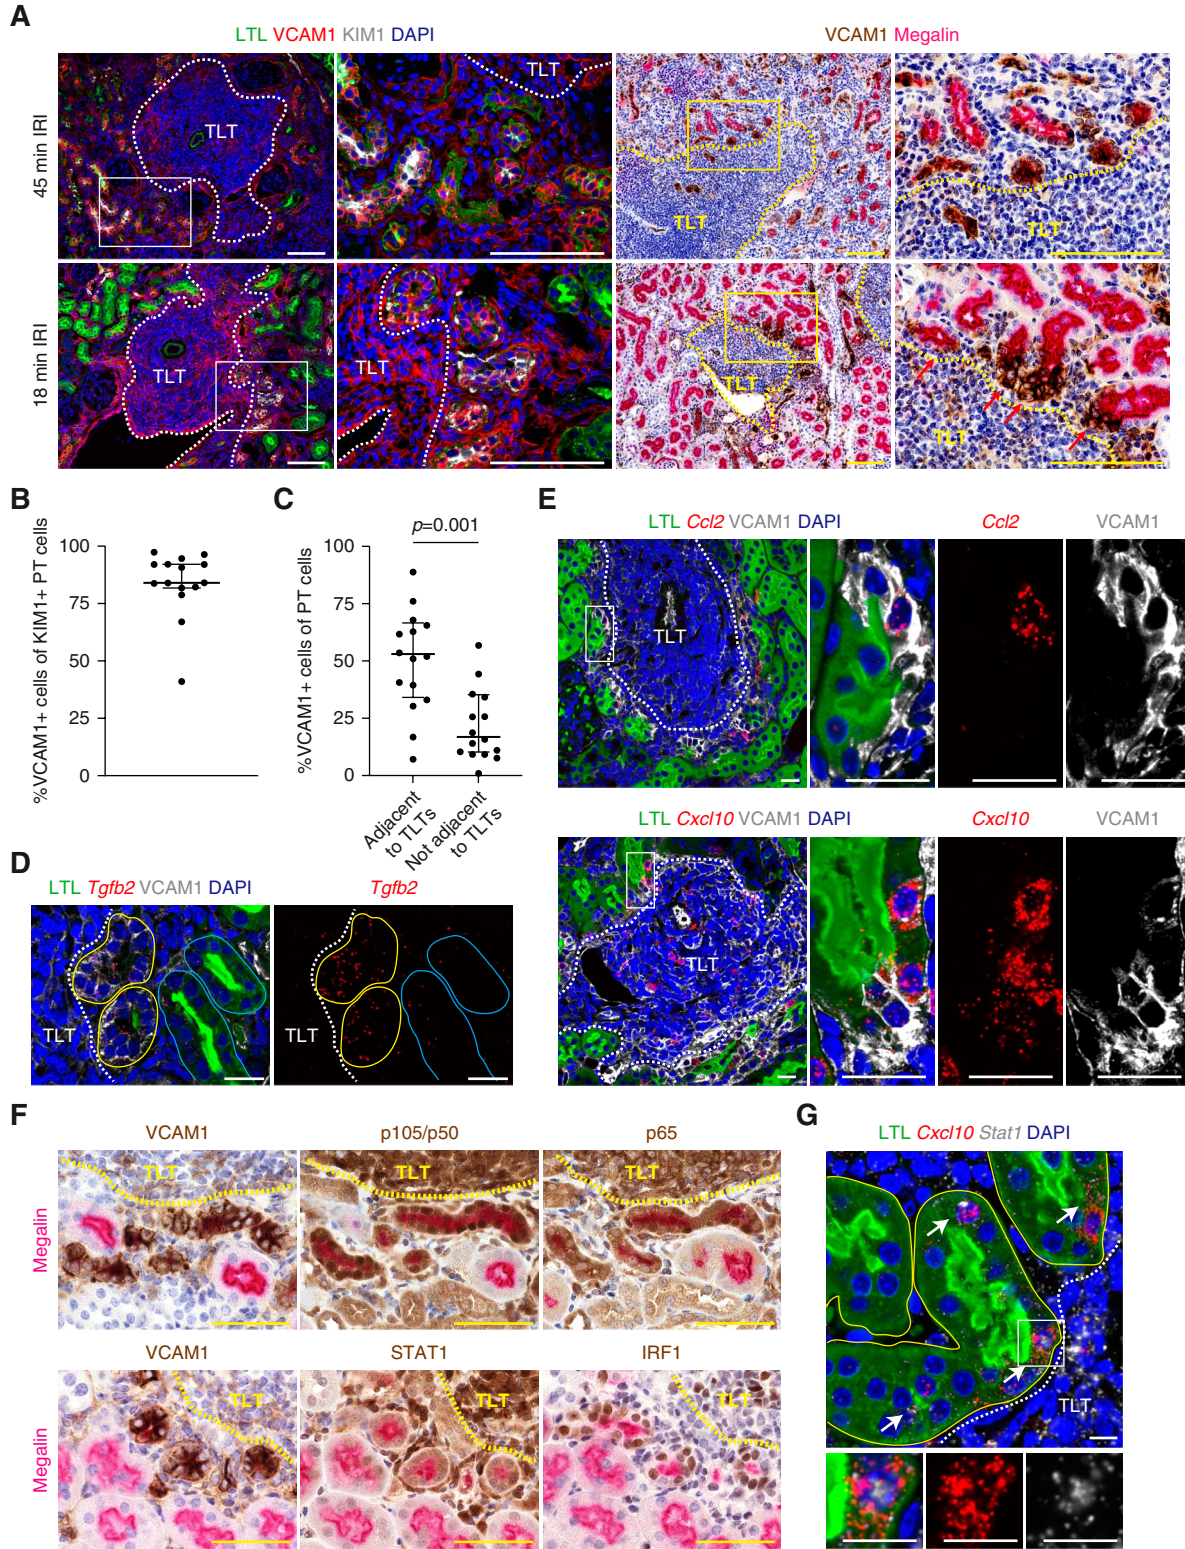 A
LTL VCAM1 KIM1 DAPI
VCAM1 Megalin
45 min IRI
TLT
TLT
TLT
TLT
18 min IRI
TLT
TLT
TLT
TLT
B
%VCAM1+ cells of KIM1+ PT cells
100
75
50
25
0
C
p=0.001
%VCAM1+ cells of PT cells
100
75
50
25
0
Adjacent
to TLTs
Not adjacent
to TLTs
D
LTL Tgfb2 VCAM1 DAPI
Tgfb2
TLT
TLT
E
LTL Ccl2 VCAM1 DAPI
Ccl2
VCAM1
TLT
LTL Cxcl10 VCAM1 DAPI
Cxcl10
VCAM1
TLT
F
VCAM1
p105/p50
p65
Megalin
TLT
TLT
TLT
VCAM1
STAT1
IRF1
Megalin
TLT
TLT
TLT
G
LTL Cxcl10 Stat1 DAPI
TLT